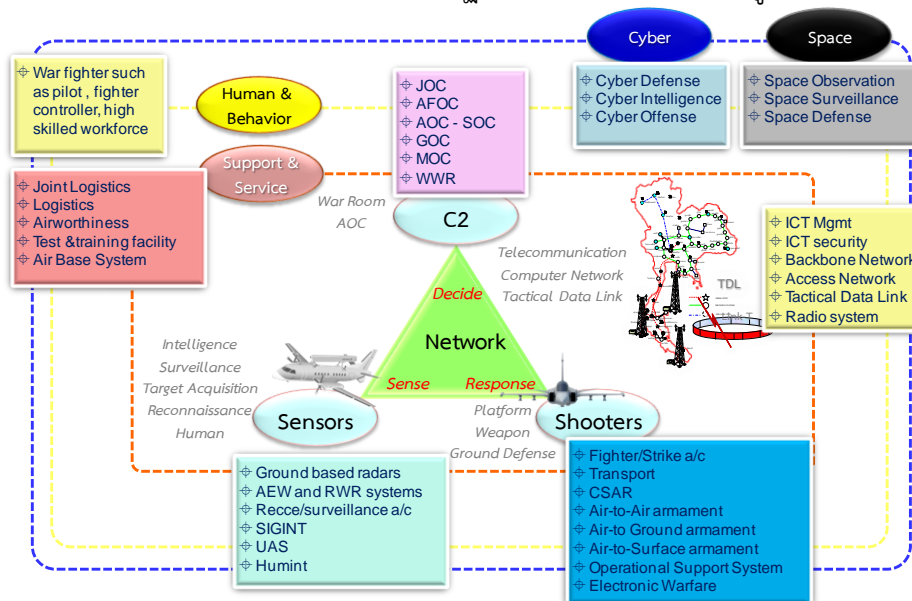 Cyber
Space
War fighter such
as pilot , fighter
controller, high
skilled workforce
Human &
Behavior
JOC
AFOC
AOC - SOC
GOC
MOC
WWR
Cyber Defense
Cyber Intelligence
Cyber Offense
Space Observation
Space Surveillance
Space Defense
Support &
Service
Joint Logistics
Logistics
Airworthiness
Test &training facility
Air Base System
War Room
AOC
C2
Telecommunication
Computer Network
Tactical Data Link
TDL
ICT Mgmt
ICT security
Backbone Network
Access Network
Tactical Data Link
Radio system
Decide
Network
Sense
Response
Intelligence
Surveillance
Target Acquisition
Reconnaissance
Human
Sensors
Platform
Weapon
Ground Defense
Shooters
Ground based radars
AEW and RWR systems
Recce/surveillance a/c
SIGINT
UAS
Humint
Fighter/Strike a/c
Transport
CSAR
Air-to-Air armament
Air-to Ground armament
Air-to-Surface armament
Operational Support System
Electronic Warfare